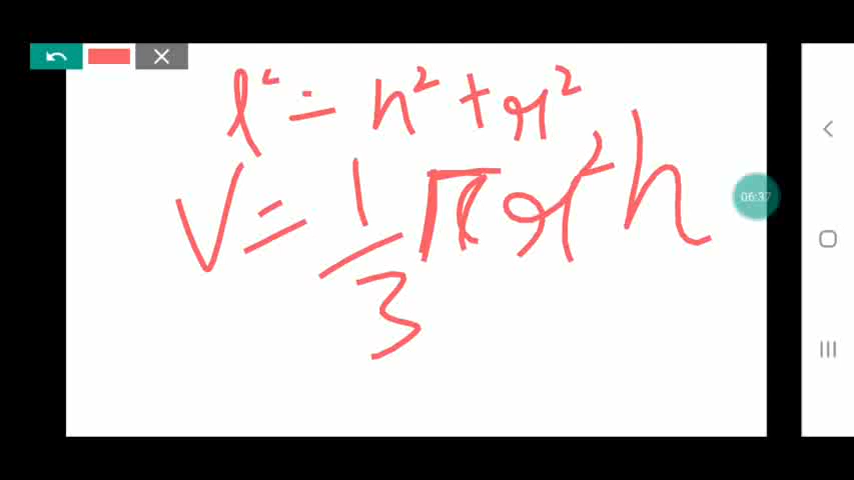 l² = h² + r²
V = 1/3 πr²h
06:37